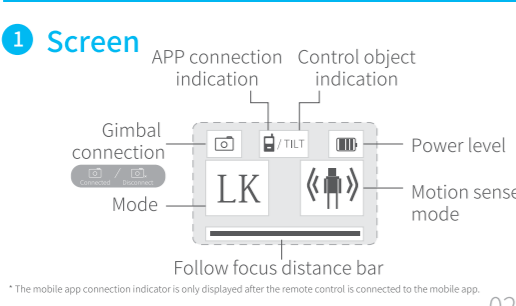 1 Screen
APP connection indication
Control object indication
Gimbal connection
Connected / Disconnect
/ TILT
Power level
LK
Mode
Motion sense mode
Follow focus distance bar
* The mobile app connection indicator is only displayed after the remote control is connected to the mobile app.